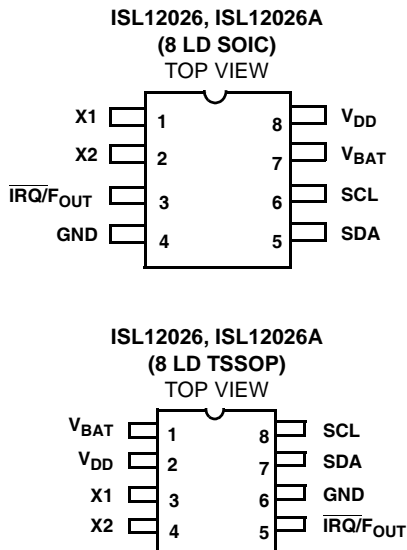 ISL12026, ISL12026A
(8 LD SOIC)
TOP VIEW
X1 1 8 VDD
X2 2 7 VBAT
IRQ/FOUT 3 6 SCL
GND 4 5 SDA
ISL12026, ISL12026A
(8 LD TSSOP)
TOP VIEW
VBAT 1 8 SCL
VDD 2 7 SDA
X1 3 6 GND
X2 4 5 IRQ/FOUT